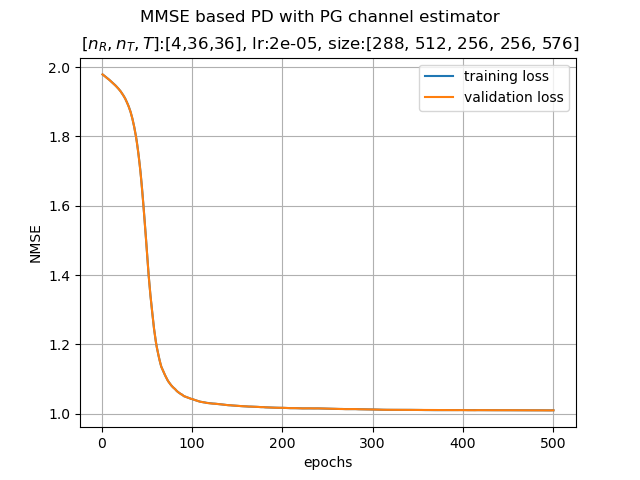 MMSE based PD with PG channel estimator
[n_R, n_T, T]:[4,36,36], lr:2e-05, size:[288, 512, 256, 256, 576]
training loss
validation loss
2.0
1.8
1.6
1.4
1.2
1.0
NMSE
0 100 200 300 400 500
epochs